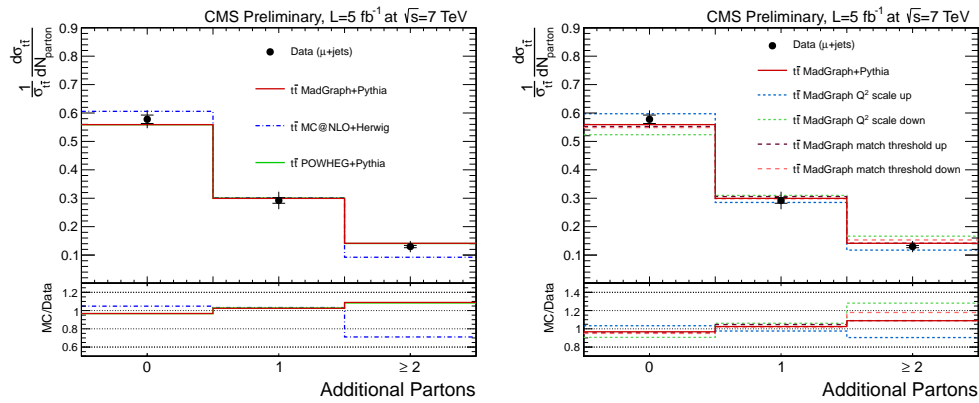 CMS Preliminary, L=5 fb⁻¹ at √s=7 TeV
1/σtt̄ dσtt̄/dNparton
0.9
0.8
0.7
0.6
0.5
0.4
0.3
0.2
0.1
Data (μ+jets)
tt̄ MadGraph+Pythia
tt̄ MC@NLO+Herwig
tt̄ POWHEG+Pythia
MC/Data
1.2
1
0.8
0.6
0
1
≥ 2
Additional Partons
CMS Preliminary, L=5 fb⁻¹ at √s=7 TeV
1/σtt̄ dσtt̄/dNparton
0.9
0.8
0.7
0.6
0.5
0.4
0.3
0.2
0.1
Data (μ+jets)
tt̄ MadGraph+Pythia
tt̄ MadGraph Q² scale up
tt̄ MadGraph Q² scale down
tt̄ MadGraph match threshold up
tt̄ MadGraph match threshold down
MC/Data
1.4
1.2
1
0.8
0
1
≥ 2
Additional Partons